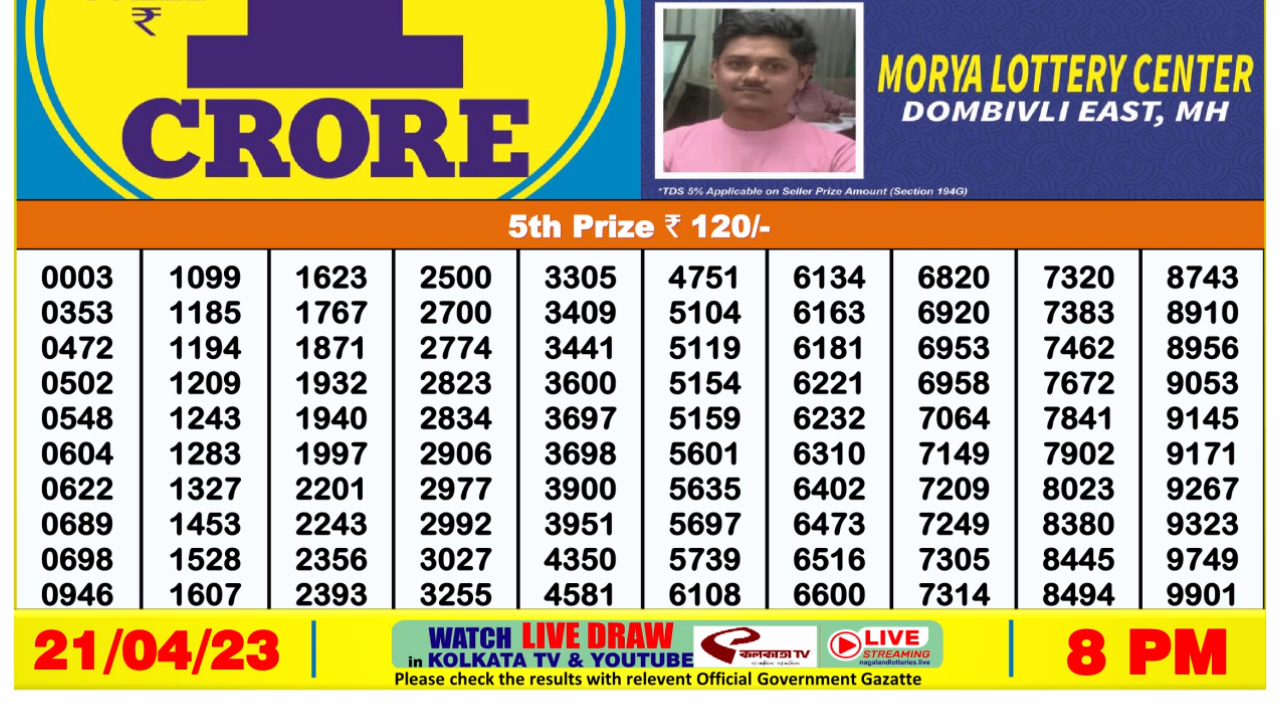 ₹
1
CRORE
MORYA LOTTERY CENTER
DOMBIVLI EAST, MH
*TDS 5% Applicable on Seller Prize Amount (Section 194G)
5th Prize ₹ 120/-
0003 1099 1623 2500 3305 4751 6134 6820 7320 8743
0353 1185 1767 2700 3409 5104 6163 6920 7383 8910
0472 1194 1871 2774 3441 5119 6181 6953 7462 8956
0502 1209 1932 2823 3600 5154 6221 6958 7672 9053
0548 1243 1940 2834 3697 5159 6232 7064 7841 9145
0604 1283 1997 2906 3698 5601 6310 7149 7902 9171
0622 1327 2201 2977 3900 5635 6402 7209 8023 9267
0689 1453 2243 2992 3951 5697 6473 7249 8380 9323
0698 1528 2356 3027 4350 5739 6516 7305 8445 9749
0946 1607 2393 3255 4581 6108 6600 7314 8494 9901
21/04/23
WATCH LIVE DRAW
in KOLKATA TV & YOUTUBE
কলকাতা TV
LIVE
STREAMING
nagalandlotteries.live
8 PM
Please check the results with relevent Official Government Gazatte